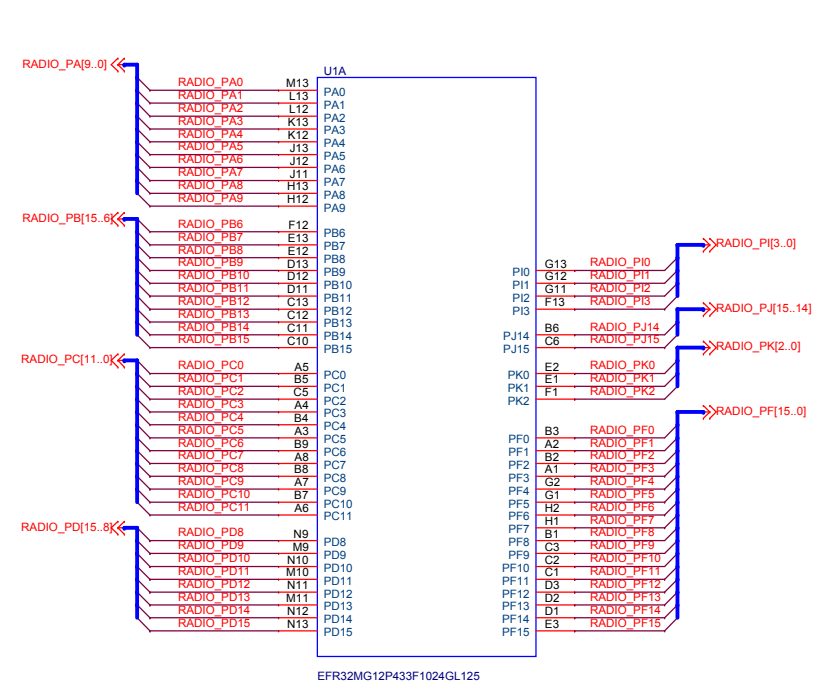 U1A
RADIO_PA[9..0]
RADIO_PA0 M13 PA0
RADIO_PA1 L13 PA1
RADIO_PA2 L12 PA2
RADIO_PA3 K13 PA3
RADIO_PA4 K12 PA4
RADIO_PA5 J13 PA5
RADIO_PA6 J12 PA6
RADIO_PA7 J11 PA7
RADIO_PA8 H13 PA8
RADIO_PA9 H12 PA9
RADIO_PB[15..6]
RADIO_PB6 F12 PB6
RADIO_PB7 E13 PB7
RADIO_PB8 E12 PB8
RADIO_PB9 D13 PB9
RADIO_PB10 D12 PB10
RADIO_PB11 D11 PB11
RADIO_PB12 C13 PB12
RADIO_PB13 C12 PB13
RADIO_PB14 C11 PB14
RADIO_PB15 C10 PB15
RADIO_PC[11..0]
RADIO_PC0 A5 PC0
RADIO_PC1 B5 PC1
RADIO_PC2 C5 PC2
RADIO_PC3 A4 PC3
RADIO_PC4 B4 PC4
RADIO_PC5 A3 PC5
RADIO_PC6 B9 PC6
RADIO_PC7 A8 PC7
RADIO_PC8 B8 PC8
RADIO_PC9 A7 PC9
RADIO_PC10 B7 PC10
RADIO_PC11 A6 PC11
RADIO_PD[15..8]
RADIO_PD8 N9 PD8
RADIO_PD9 M9 PD9
RADIO_PD10 N10 PD10
RADIO_PD11 M10 PD11
RADIO_PD12 N11 PD12
RADIO_PD13 M11 PD13
RADIO_PD14 N12 PD14
RADIO_PD15 N13 PD15
RADIO_PI[3..0]
PI0 G13 RADIO_PI0
PI1 G12 RADIO_PI1
PI2 G11 RADIO_PI2
PI3 F13 RADIO_PI3
RADIO_PJ[15..14]
PJ14 B6 RADIO_PJ14
PJ15 C6 RADIO_PJ15
RADIO_PK[2..0]
PK0 E2 RADIO_PK0
PK1 E1 RADIO_PK1
PK2 F1 RADIO_PK2
RADIO_PF[15..0]
PF0 B3 RADIO_PF0
PF1 A2 RADIO_PF1
PF2 B2 RADIO_PF2
PF3 A1 RADIO_PF3
PF4 G2 RADIO_PF4
PF5 G1 RADIO_PF5
PF6 H2 RADIO_PF6
PF7 H1 RADIO_PF7
PF8 B1 RADIO_PF8
PF9 C3 RADIO_PF9
PF10 C2 RADIO_PF10
PF11 C1 RADIO_PF11
PF12 D3 RADIO_PF12
PF13 D2 RADIO_PF13
PF14 D1 RADIO_PF14
PF15 E3 RADIO_PF15
EFR32MG12P433F1024GL125